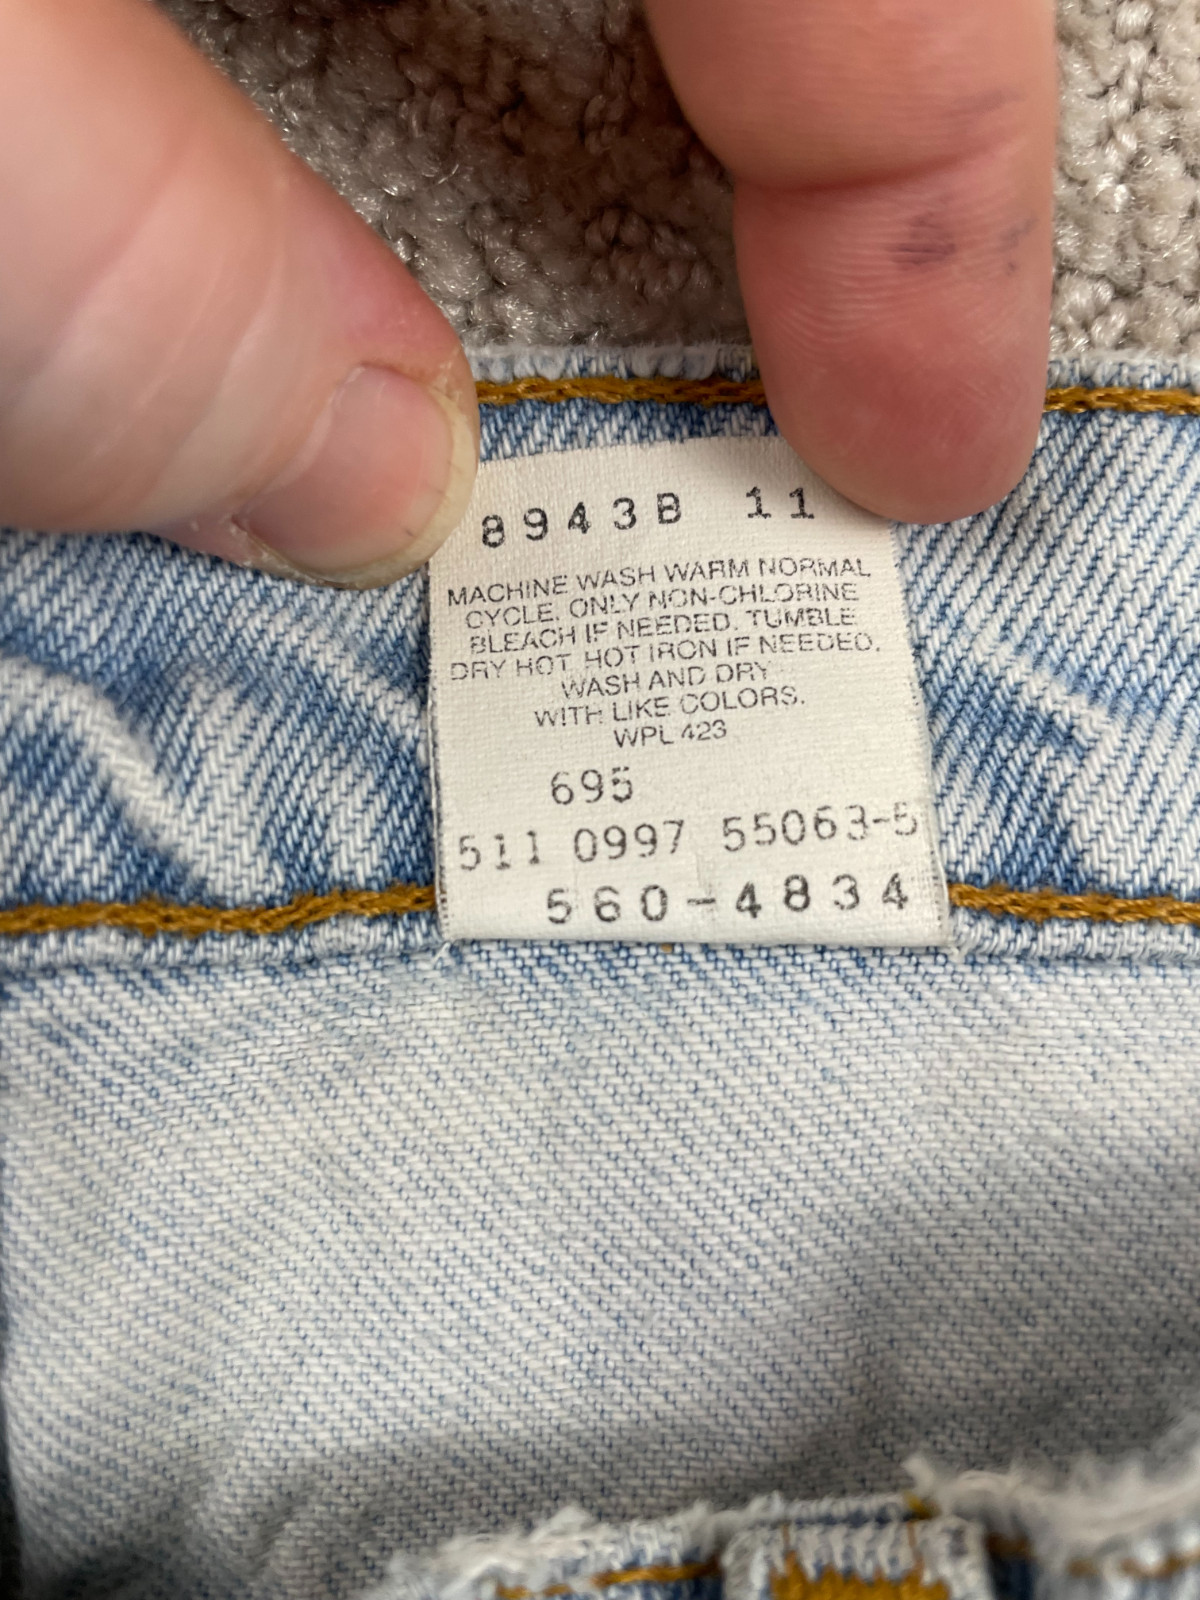 8943B 11
MACHINE WASH WARM NORMAL
CYCLE. ONLY NON-CHLORINE
BLEACH IF NEEDED. TUMBLE
DRY HOT. HOT IRON IF NEEDED.
WASH AND DRY
WITH LIKE COLORS.
WPL 423
695
511 0997 55063-5
560-4834